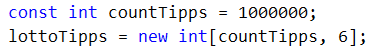 const int countTipps = 1000000;
lottoTipps = new int[countTipps, 6];